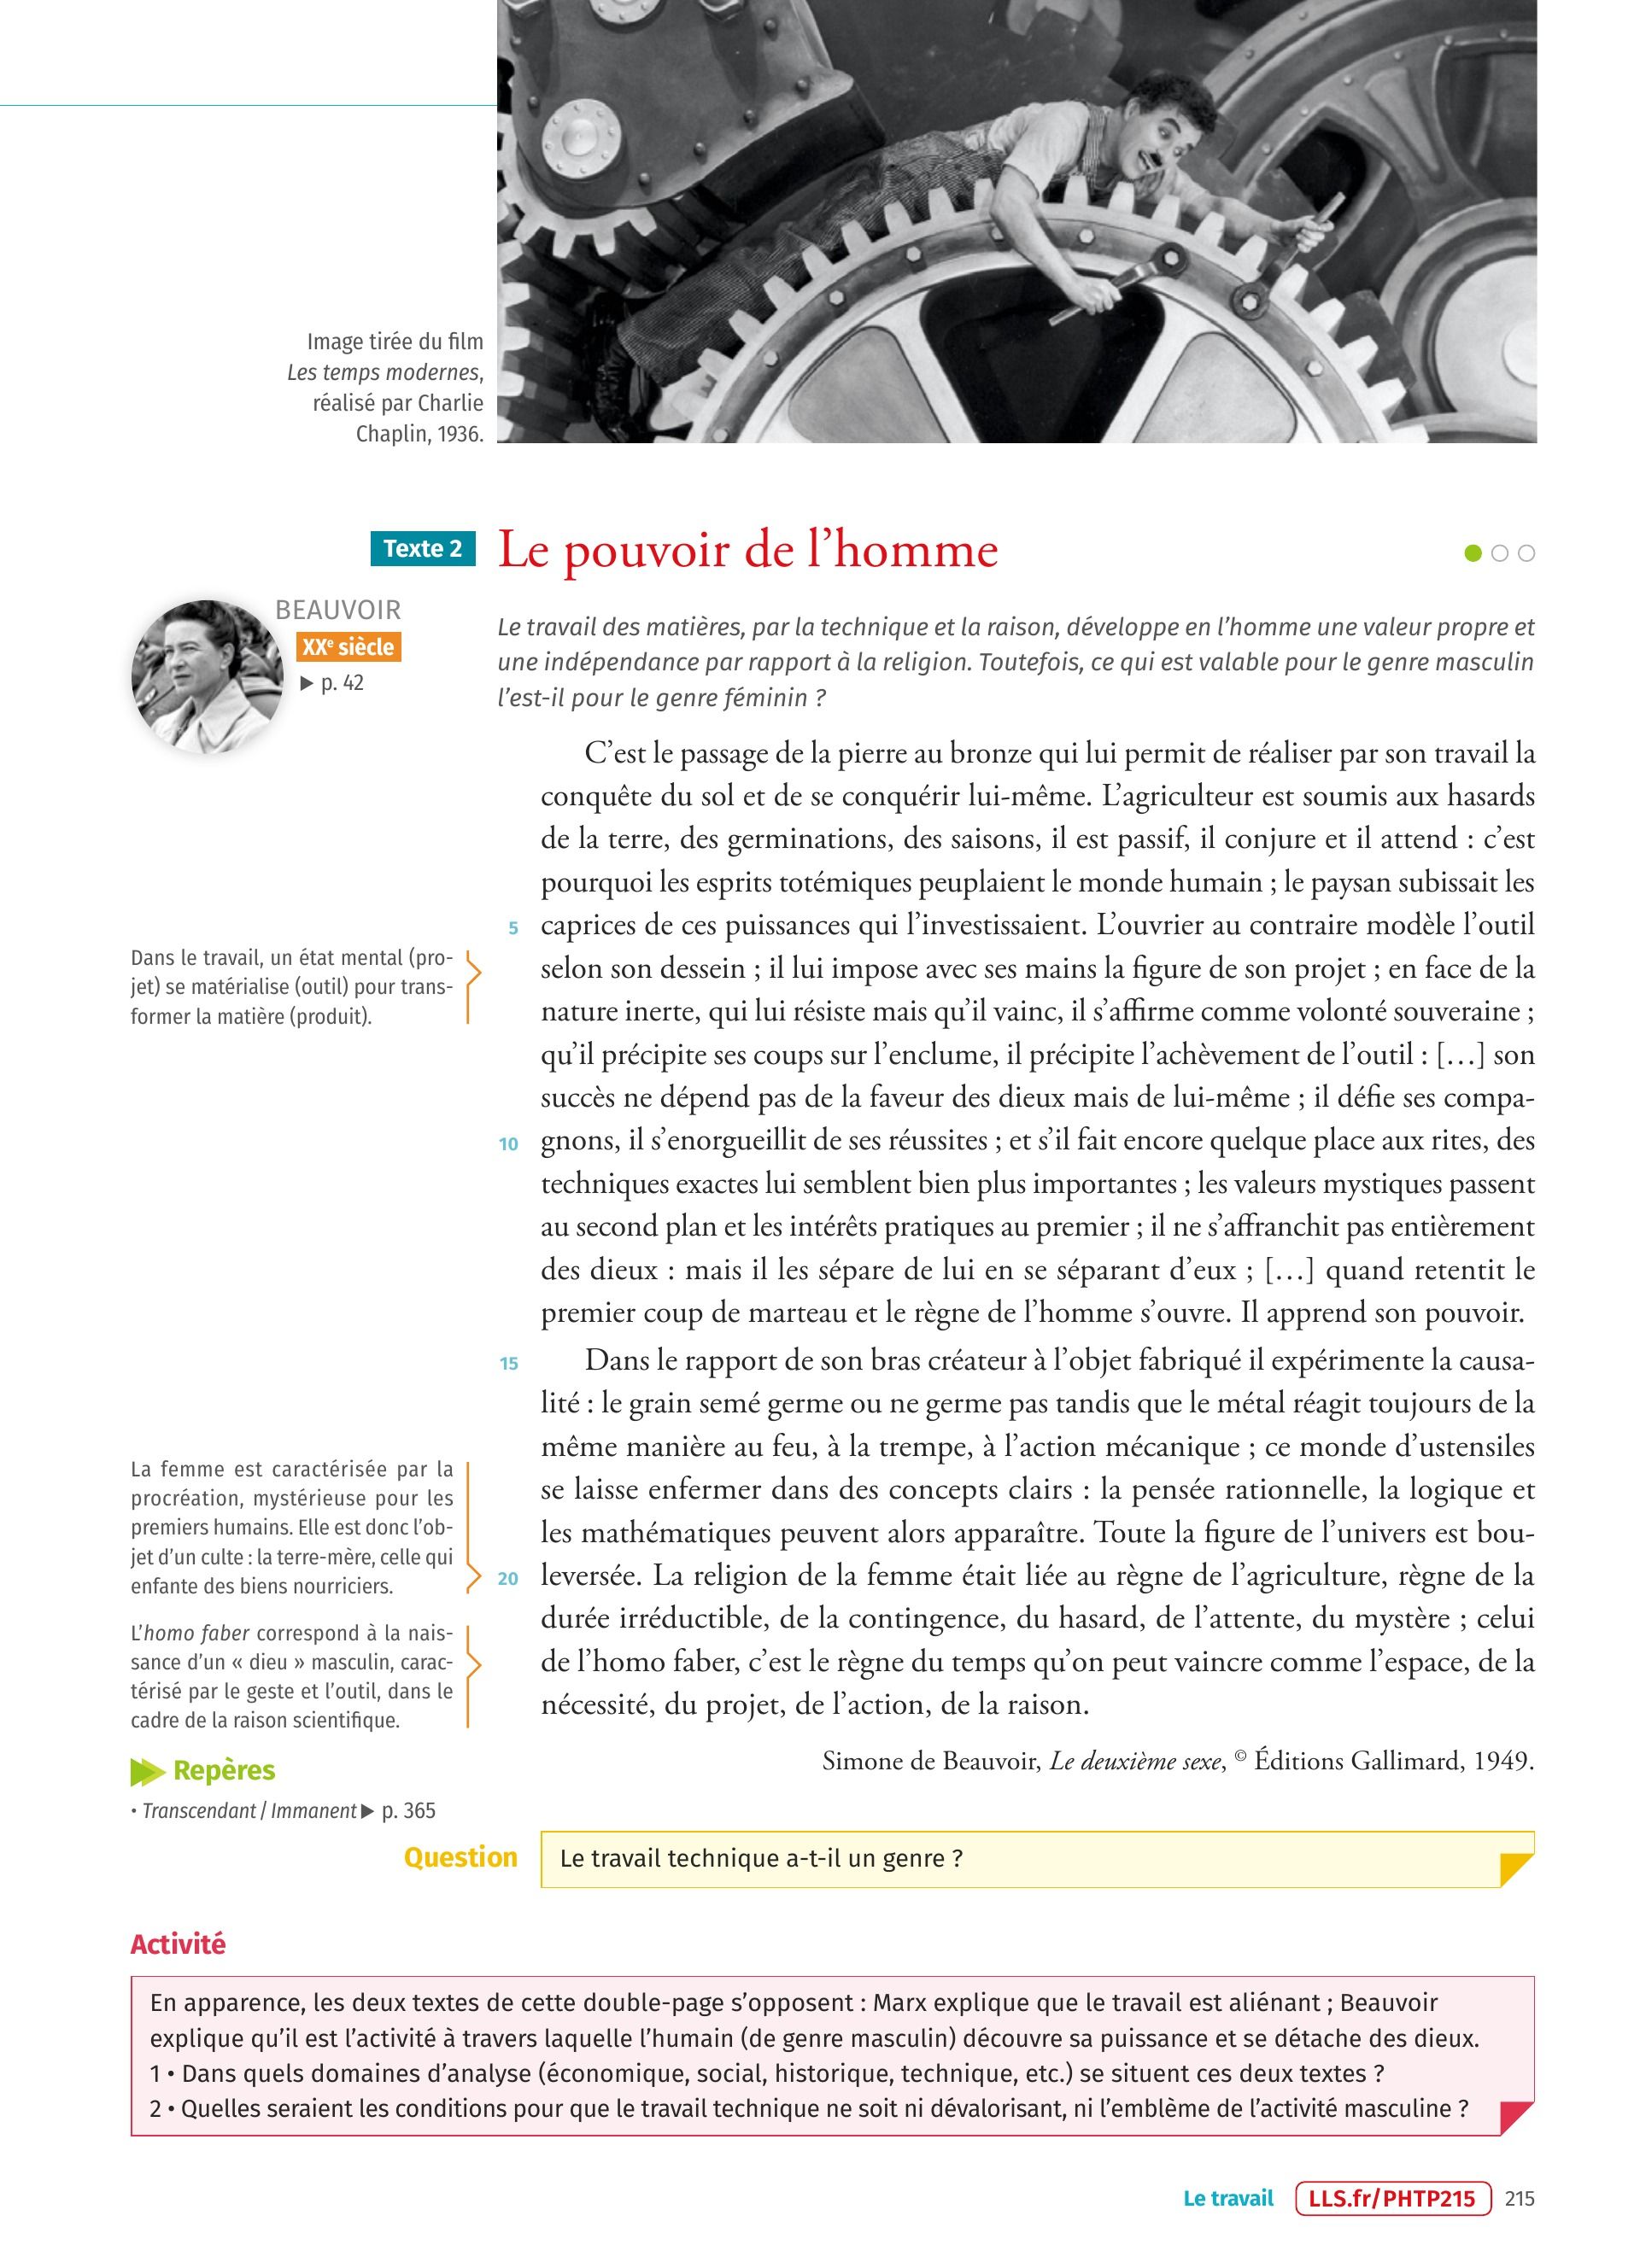 Image tirée du film
Les temps modernes,
réalisé par Charlie
Chaplin, 1936.
Texte 2
Le pouvoir de l’homme
BEAUVOIR
XXe siècle
▶ p. 42
Le travail des matières, par la technique et la raison, développe en l’homme une valeur propre et
une indépendance par rapport à la religion. Toutefois, ce qui est valable pour le genre masculin
l’est-il pour le genre féminin ?
C’est le passage de la pierre au bronze qui lui permit de réaliser par son travail la
conquête du sol et de se conquérir lui-même. L’agriculteur est soumis aux hasards
de la terre, des germinations, des saisons, il est passif, il conjure et il attend : c’est
pourquoi les esprits totémiques peuplaient le monde humain ; le paysan subissait les
5 caprices de ces puissances qui l’investissaient. L’ouvrier au contraire modèle l’outil
selon son dessein ; il lui impose avec ses mains la figure de son projet ; en face de la
nature inerte, qui lui résiste mais qu’il vainc, il s’affirme comme volonté souveraine ;
qu’il précipite ses coups sur l’enclume, il précipite l’achèvement de l’outil : […] son
succès ne dépend pas de la faveur des dieux mais de lui-même ; il défie ses compa-
10 gnons, il s’enorgueillit de ses réussites ; et s’il fait encore quelque place aux rites, des
techniques exactes lui semblent bien plus importantes ; les valeurs mystiques passent
au second plan et les intérêts pratiques au premier ; il ne s’affranchit pas entièrement
des dieux : mais il les sépare de lui en se séparant d’eux ; […] quand retentit le
premier coup de marteau et le règne de l’homme s’ouvre. Il apprend son pouvoir.
15 Dans le rapport de son bras créateur à l’objet fabriqué il expérimente la causa-
lité : le grain semé germe ou ne germe pas tandis que le métal réagit toujours de la
même manière au feu, à la trempe, à l’action mécanique ; ce monde d’ustensiles
se laisse enfermer dans des concepts clairs : la pensée rationnelle, la logique et
les mathématiques peuvent alors apparaître. Toute la figure de l’univers est bou-
20 leversée. La religion de la femme était liée au règne de l’agriculture, règne de la
durée irréductible, de la contingence, du hasard, de l’attente, du mystère ; celui
de l’homo faber, c’est le règne du temps qu’on peut vaincre comme l’espace, de la
nécessité, du projet, de l’action, de la raison.
Simone de Beauvoir, Le deuxième sexe, © Éditions Gallimard, 1949.
Dans le travail, un état mental (pro-
jet) se matérialise (outil) pour trans-
former la matière (produit).
La femme est caractérisée par la
procréation, mystérieuse pour les
premiers humains. Elle est donc l’ob-
jet d’un culte : la terre-mère, celle qui
enfante des biens nourriciers.
L’homo faber correspond à la nais-
sance d’un « dieu » masculin, carac-
térisé par le geste et l’outil, dans le
cadre de la raison scientifique.
Repères
• Transcendant / Immanent ▶ p. 365
Question
Le travail technique a-t-il un genre ?
Activité
En apparence, les deux textes de cette double-page s’opposent : Marx explique que le travail est aliénant ; Beauvoir
explique qu’il est l’activité à travers laquelle l’humain (de genre masculin) découvre sa puissance et se détache des dieux.
1 • Dans quels domaines d’analyse (économique, social, historique, technique, etc.) se situent ces deux textes ?
2 • Quelles seraient les conditions pour que le travail technique ne soit ni dévalorisant, ni l’emblème de l’activité masculine ?
Le travail LLS.fr/PHTP215 215